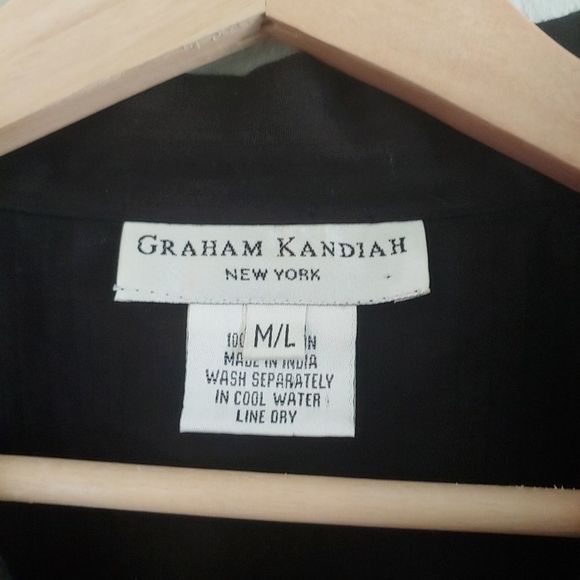 GRAHAM KANDIAH
NEW YORK
M/L
MADE IN INDIA
WASH SEPARATELY
IN COOL WATER
LINE DRY